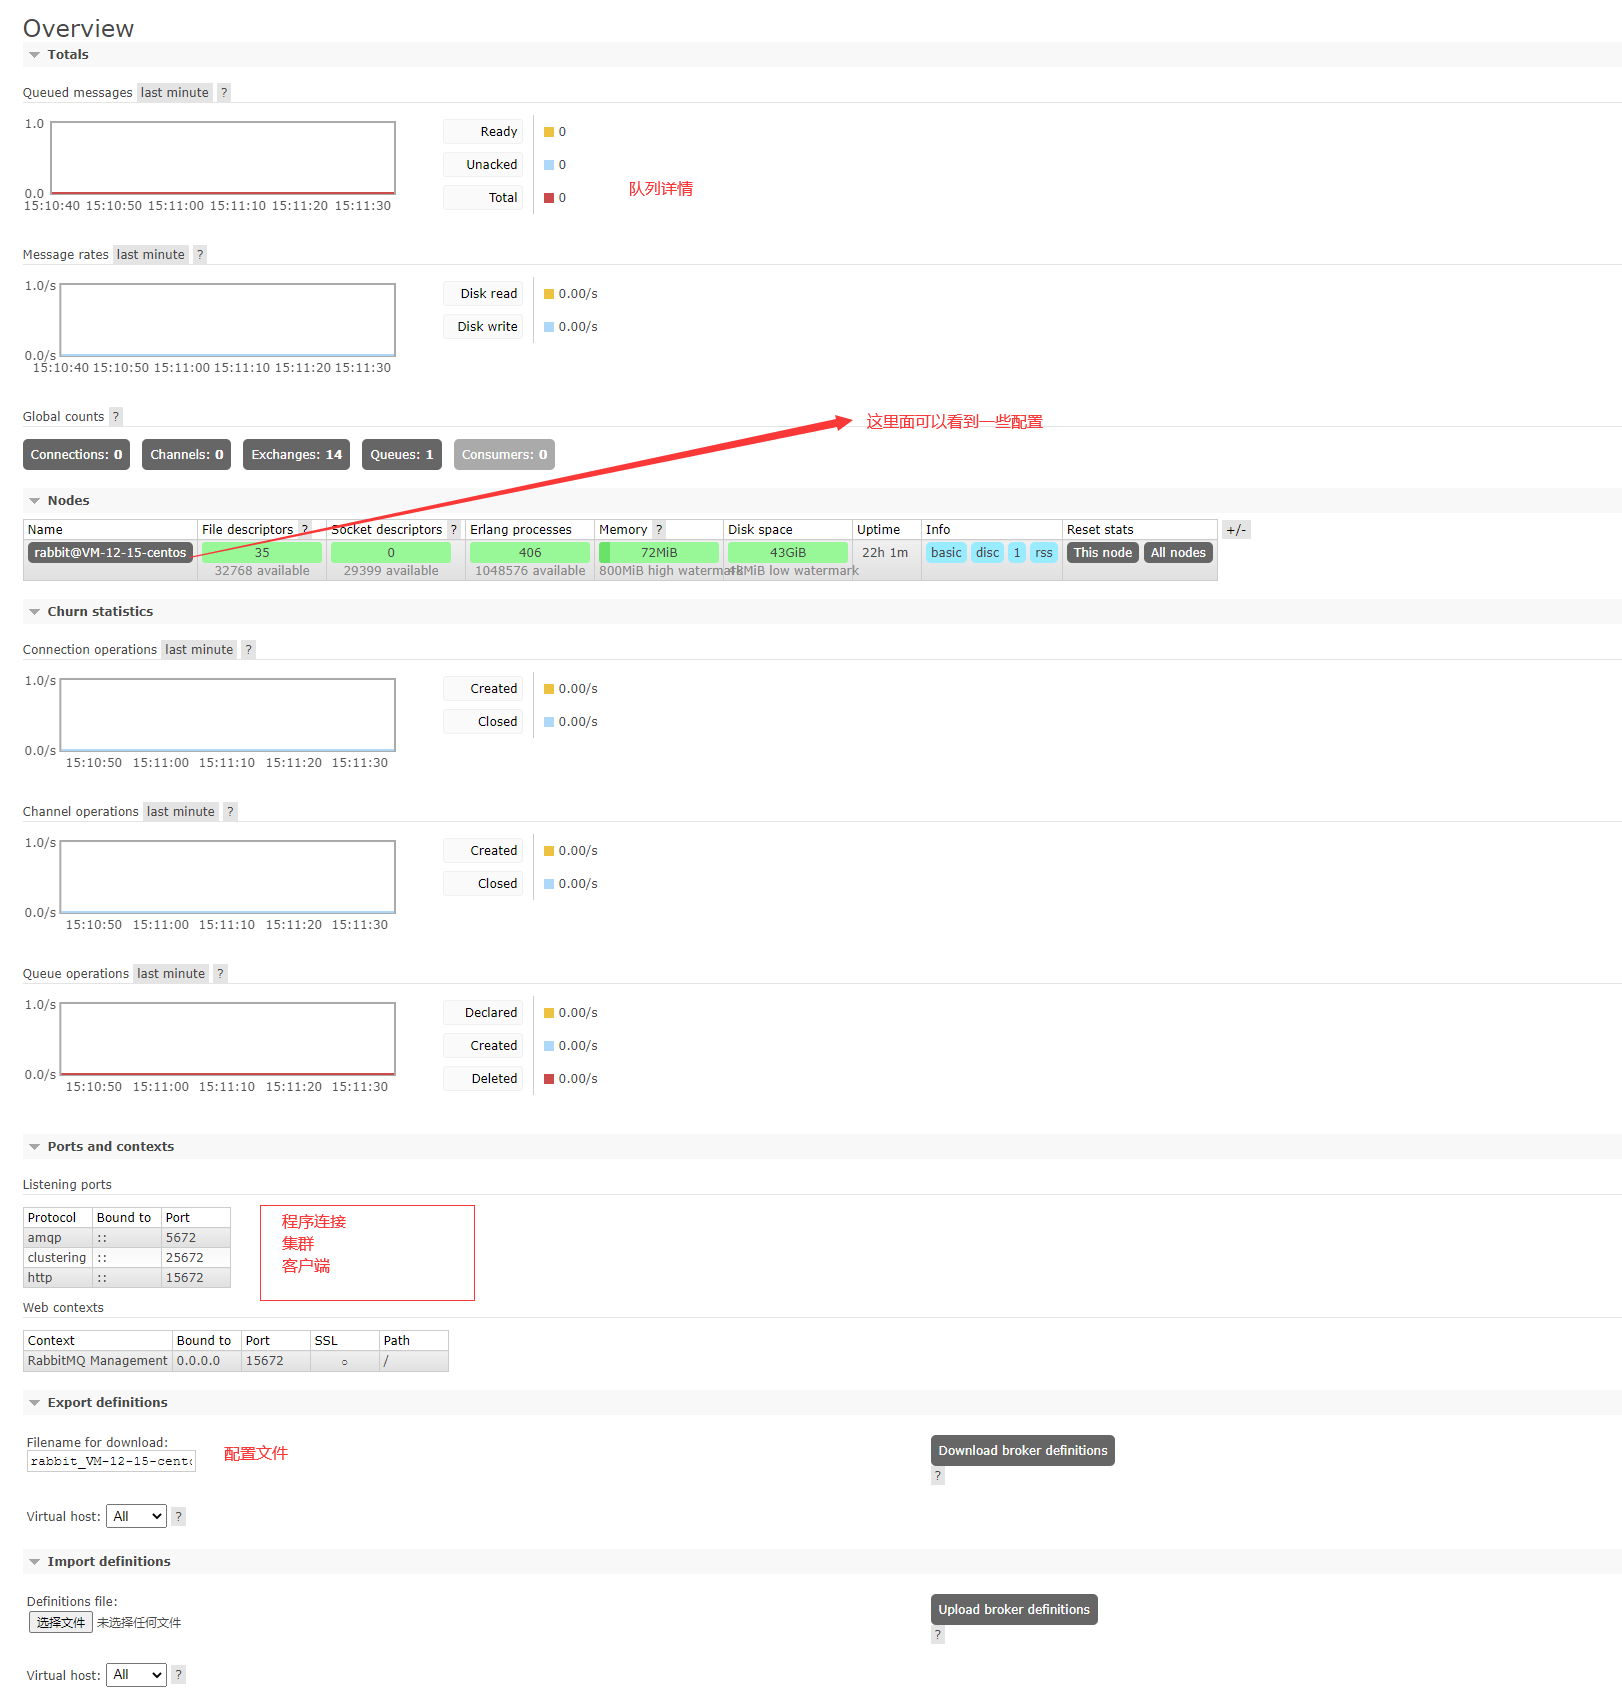 Overview
Totals
Queued messages last minute ?
1.0
0.0
15:10:40 15:10:50 15:11:00 15:11:10 15:11:20 15:11:30
Ready 0
Unacked 0
Total 0
队列详情
Message rates last minute ?
1.0/s
0.0/s
15:10:40 15:10:50 15:11:00 15:11:10 15:11:20 15:11:30
Disk read 0.00/s
Disk write 0.00/s
Global counts ?
这里面可以看到一些配置
Connections: 0 Channels: 0 Exchanges: 14 Queues: 1 Consumers: 0
Nodes
Name File descriptors ? Socket descriptors ? Erlang processes Memory ? Disk space Uptime Info Reset stats +/-
rabbit@VM-12-15-centos 35 0 406 72MiB 43GiB 22h 1m basic disc 1 rss This node All nodes
32768 available 29399 available 1048576 available 800MiB high watermark 48MiB low watermark
Churn statistics
Connection operations last minute ?
1.0/s
0.0/s
15:10:50 15:11:00 15:11:10 15:11:20 15:11:30
Created 0.00/s
Closed 0.00/s
Channel operations last minute ?
1.0/s
0.0/s
15:10:50 15:11:00 15:11:10 15:11:20 15:11:30
Created 0.00/s
Closed 0.00/s
Queue operations last minute ?
1.0/s
0.0/s
15:10:50 15:11:00 15:11:10 15:11:20 15:11:30
Declared 0.00/s
Created 0.00/s
Deleted 0.00/s
Ports and contexts
Listening ports
Protocol Bound to Port
amqp :: 5672
clustering :: 25672
http :: 15672
程序连接
集群
客户端
Web contexts
Context Bound to Port SSL Path
RabbitMQ Management 0.0.0.0 15672 ○ /
Export definitions
Filename for download:
rabbit_VM-12-15-cento
配置文件
Download broker definitions
?
Virtual host: All ?
Import definitions
Definitions file:
选择文件 未选择任何文件
Upload broker definitions
?
Virtual host: All ?